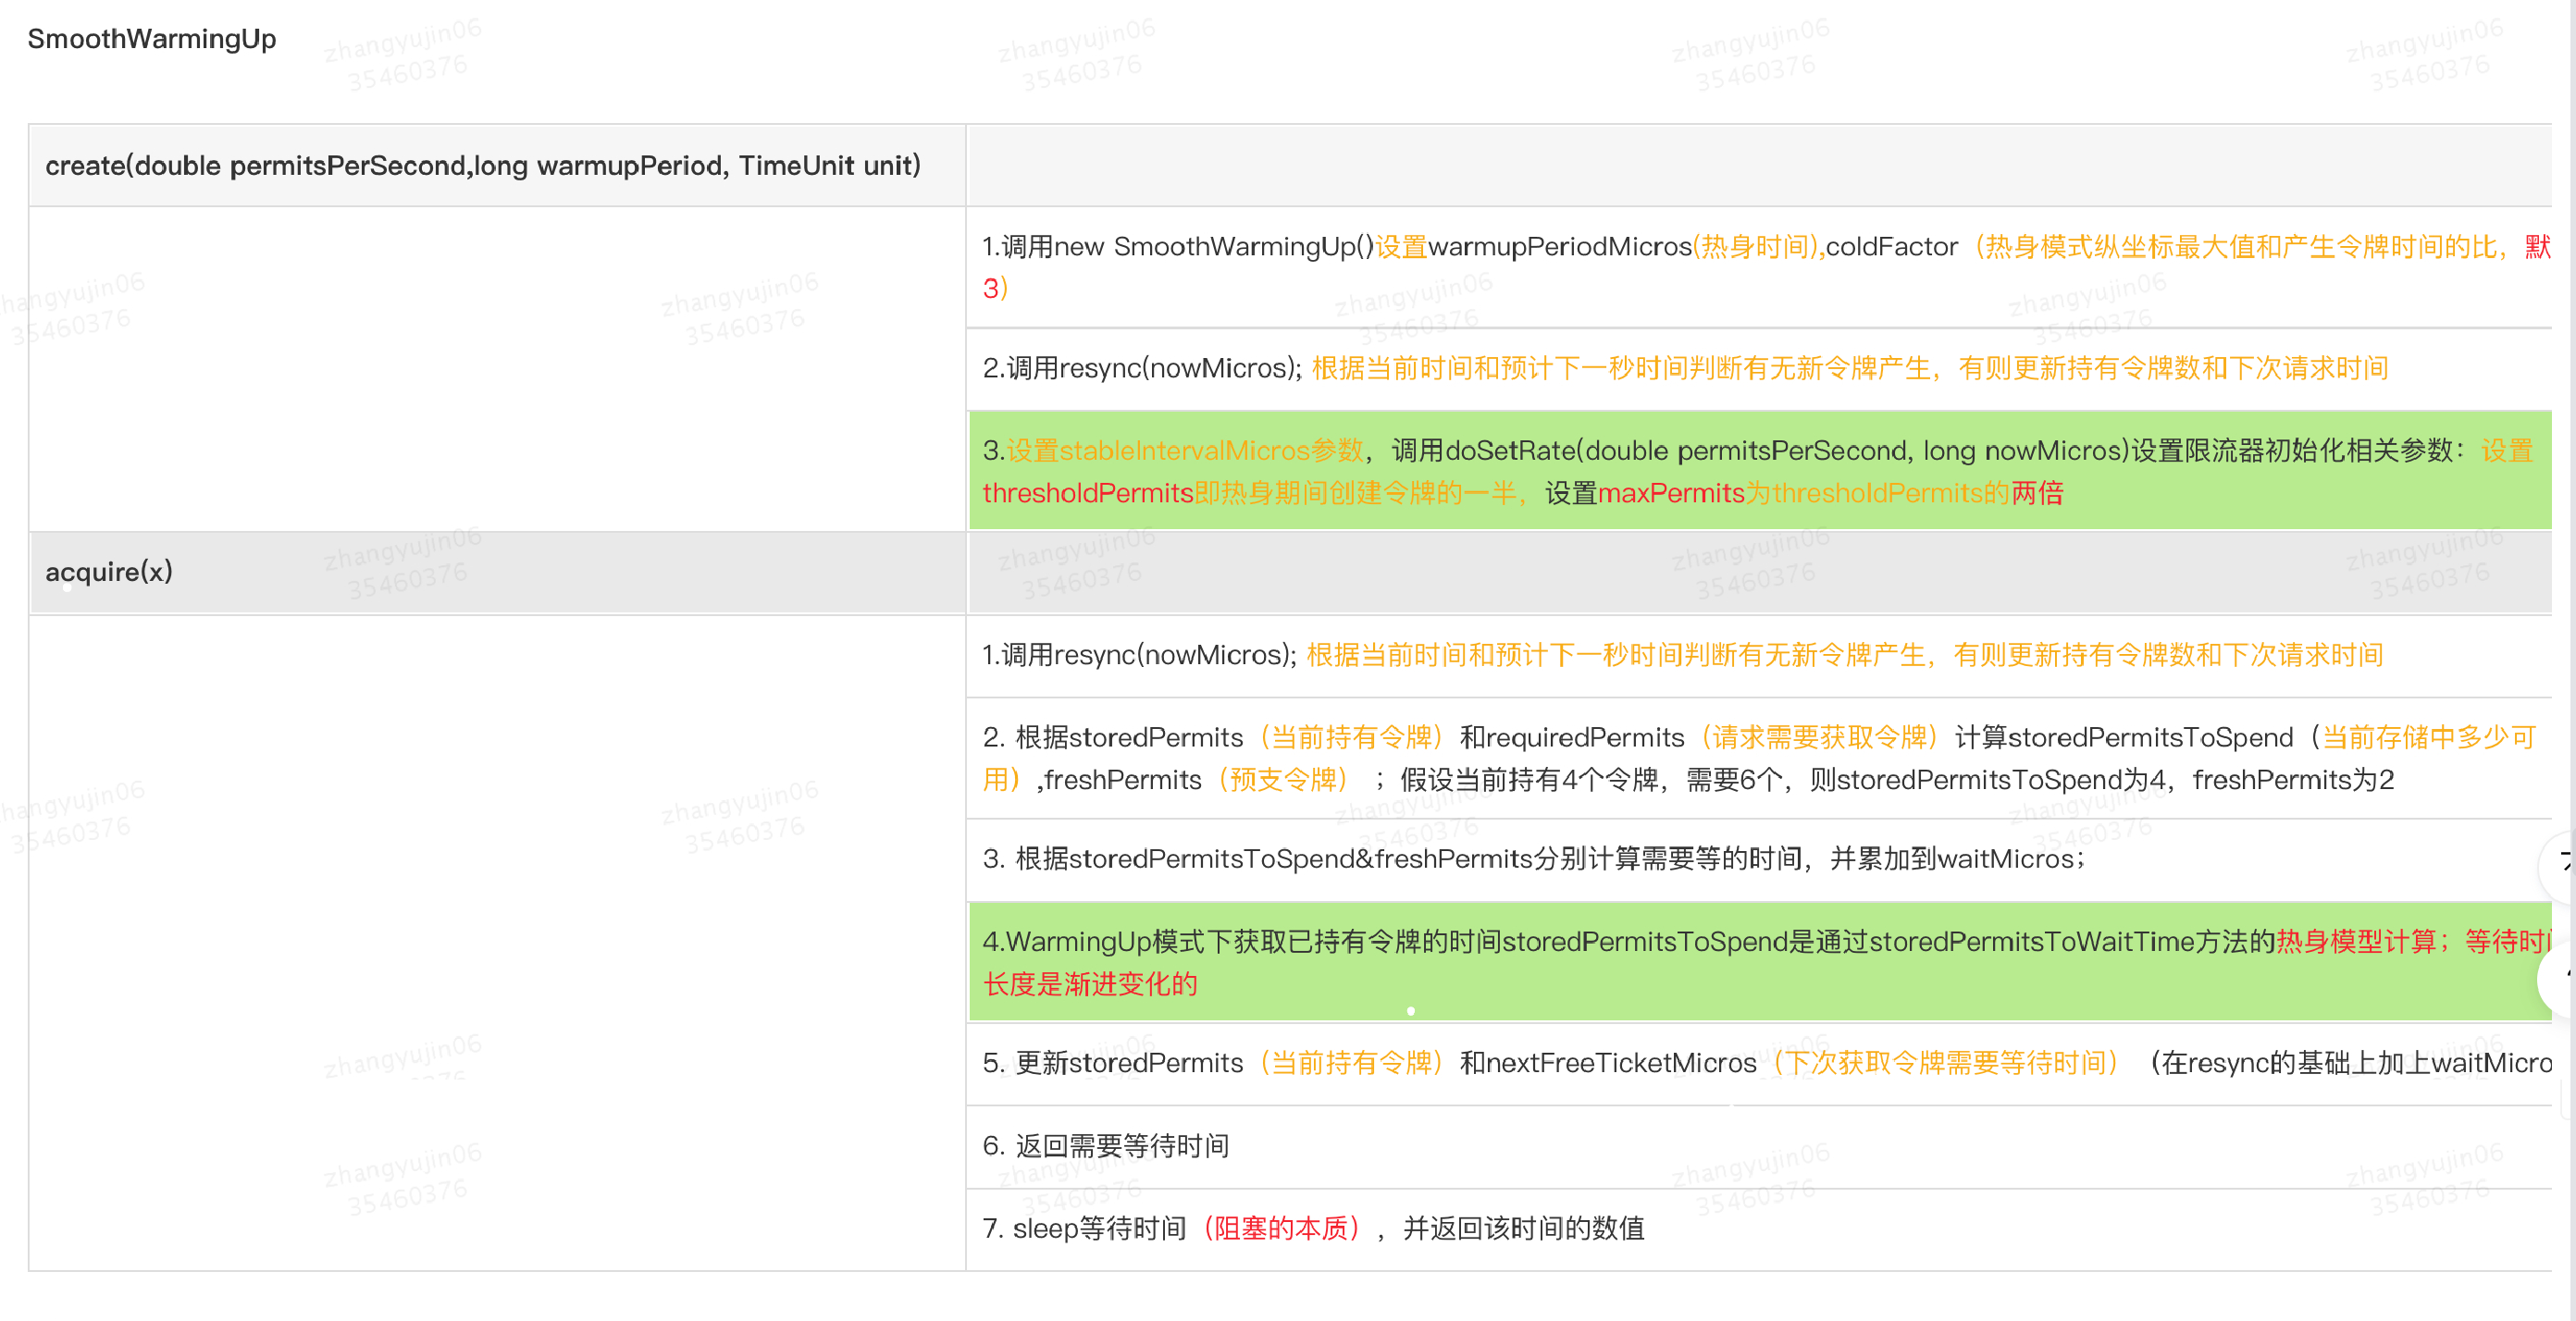 SmoothWarmingUp
create(double permitsPerSecond,long warmupPeriod, TimeUnit unit)
1.调用new SmoothWarmingUp()设置warmupPeriodMicros(热身时间),coldFactor（热身模式纵坐标最大值和产生令牌时间的比，默
3）
2.调用resync(nowMicros); 根据当前时间和预计下一秒时间判断有无新令牌产生，有则更新持有令牌数和下次请求时间
3.设置stableIntervalMicros参数，调用doSetRate(double permitsPerSecond, long nowMicros)设置限流器初始化相关参数：设置
thresholdPermits即热身期间创建令牌的一半，设置maxPermits为thresholdPermits的两倍
acquire(x)
1.调用resync(nowMicros); 根据当前时间和预计下一秒时间判断有无新令牌产生，有则更新持有令牌数和下次请求时间
2. 根据storedPermits（当前持有令牌）和requiredPermits（请求需要获取令牌）计算storedPermitsToSpend（当前存储中多少可
用）,freshPermits（预支令牌）；假设当前持有4个令牌，需要6个，则storedPermitsToSpend为4，freshPermits为2
3. 根据storedPermitsToSpend&freshPermits分别计算需要等的时间，并累加到waitMicros；
4.WarmingUp模式下获取已持有令牌的时间storedPermitsToSpend是通过storedPermitsToWaitTime方法的热身模型计算；等待时
长度是渐进变化的
5. 更新storedPermits（当前持有令牌）和nextFreeTicketMicros（下次获取令牌需要等待时间）（在resync的基础上加上waitMicro
6. 返回需要等待时间
7. sleep等待时间（阻塞的本质），并返回该时间的数值
zhangyujin06
35460376